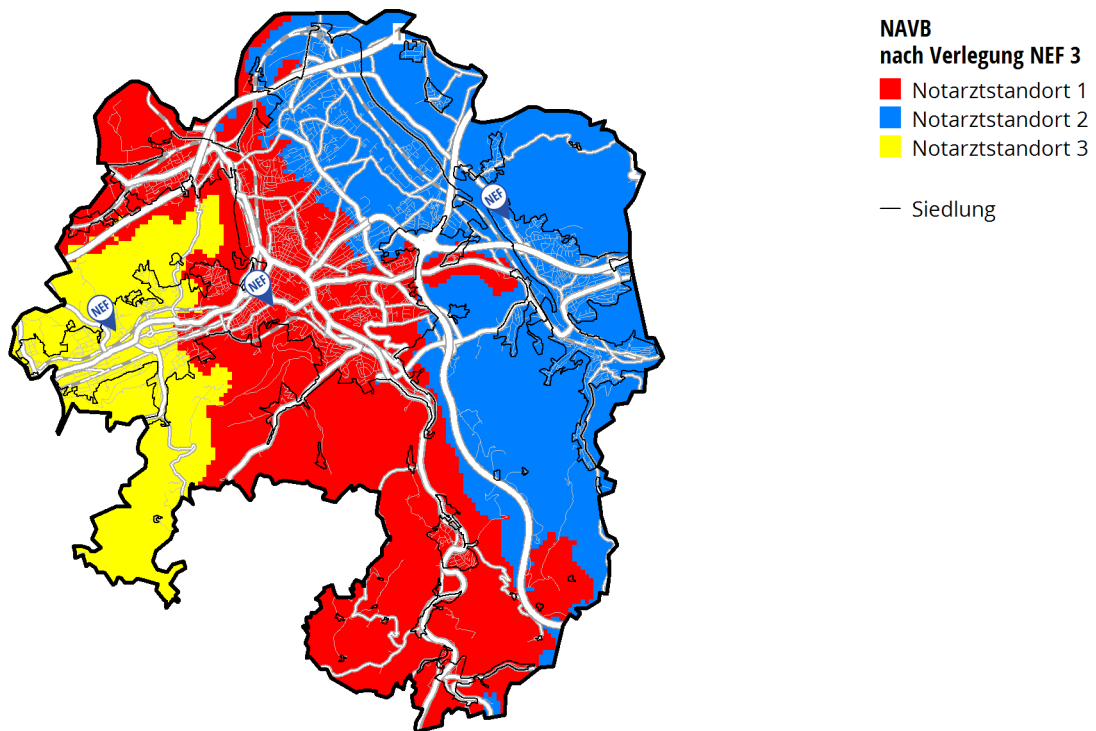 NAVB
nach Verlegung NEF 3
Notarztstandort 1
Notarztstandort 2
Notarztstandort 3
Siedlung
NEF
NEF
NEF